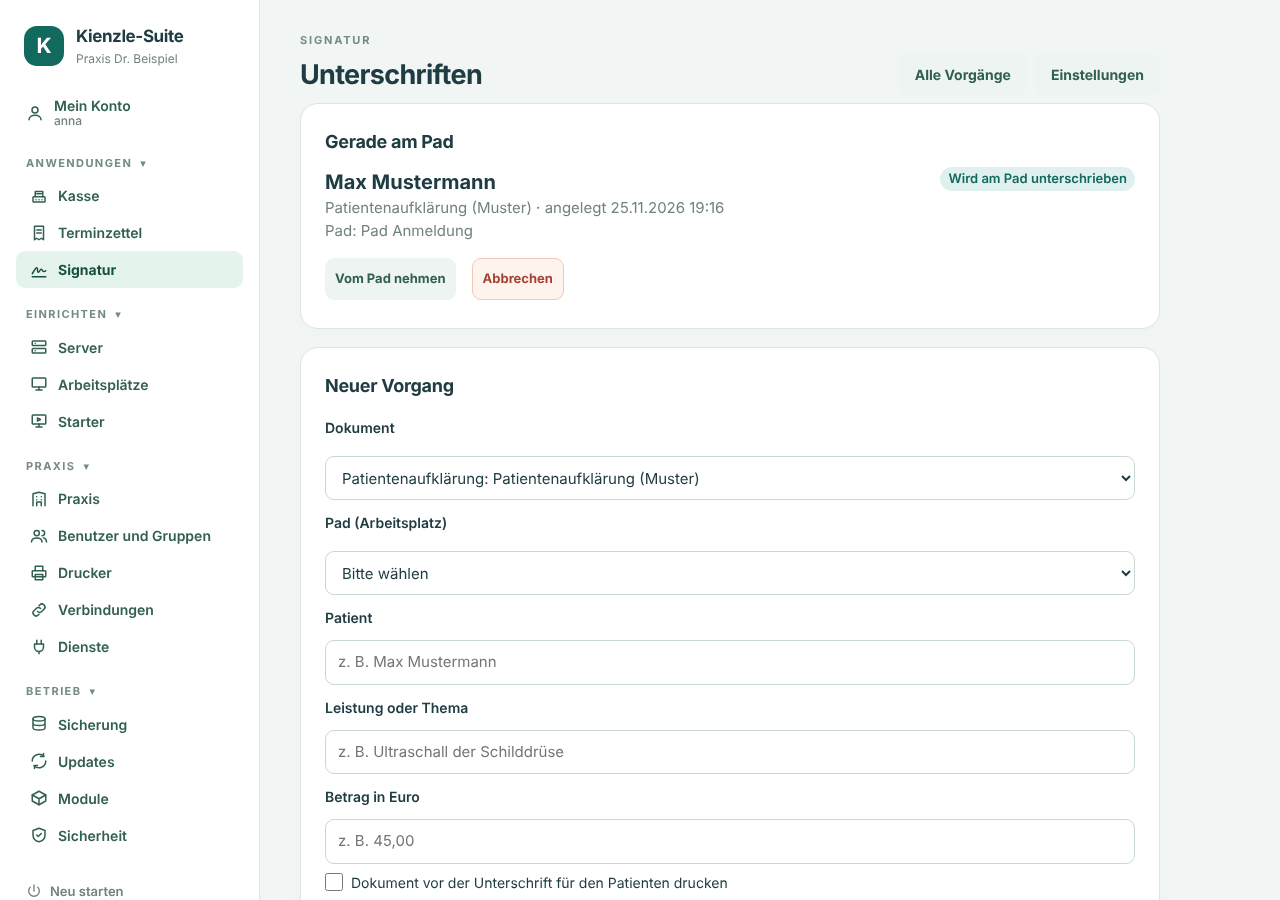 K
Kienzle-Suite
Praxis Dr. Beispiel
Mein Konto
anna
ANWENDUNGEN ▾
Kasse
Terminzettel
Signatur
EINRICHTEN ▾
Server
Arbeitsplätze
Starter
PRAXIS ▾
Praxis
Benutzer und Gruppen
Drucker
Verbindungen
Dienste
BETRIEB ▾
Sicherung
Updates
Module
Sicherheit
Neu starten
SIGNATUR
Unterschriften
Alle Vorgänge
Einstellungen
Gerade am Pad
Max Mustermann
Wird am Pad unterschrieben
Patientenaufklärung (Muster) · angelegt 25.11.2026 19:16
Pad: Pad Anmeldung
Vom Pad nehmen
Abbrechen
Neuer Vorgang
Dokument
Patientenaufklärung: Patientenaufklärung (Muster)
Pad (Arbeitsplatz)
Bitte wählen
Patient
z. B. Max Mustermann
Leistung oder Thema
z. B. Ultraschall der Schilddrüse
Betrag in Euro
z. B. 45,00
Dokument vor der Unterschrift für den Patienten drucken